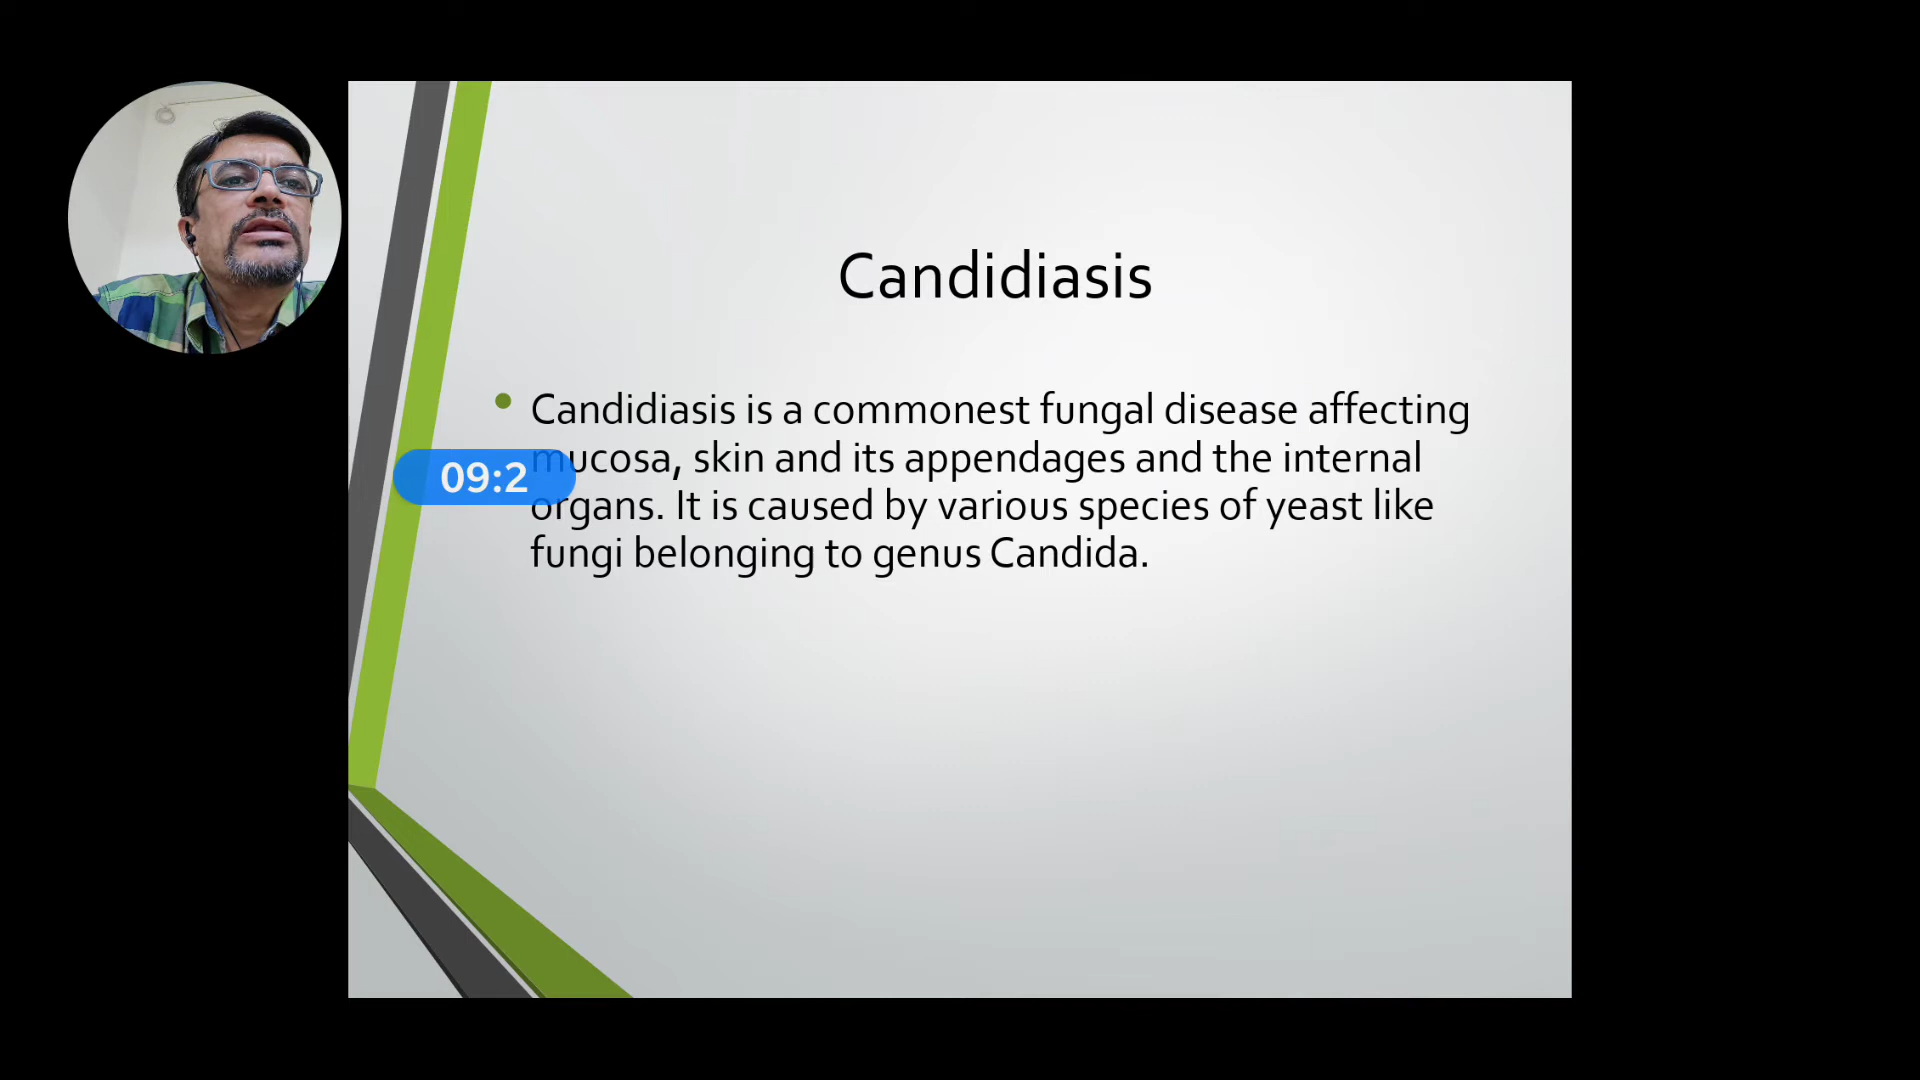 Candidiasis
• Candidiasis is a commonest fungal disease affecting
mucosa, skin and its appendages and the internal
09:2
organs. It is caused by various species of yeast like
fungi belonging to genus Candida.